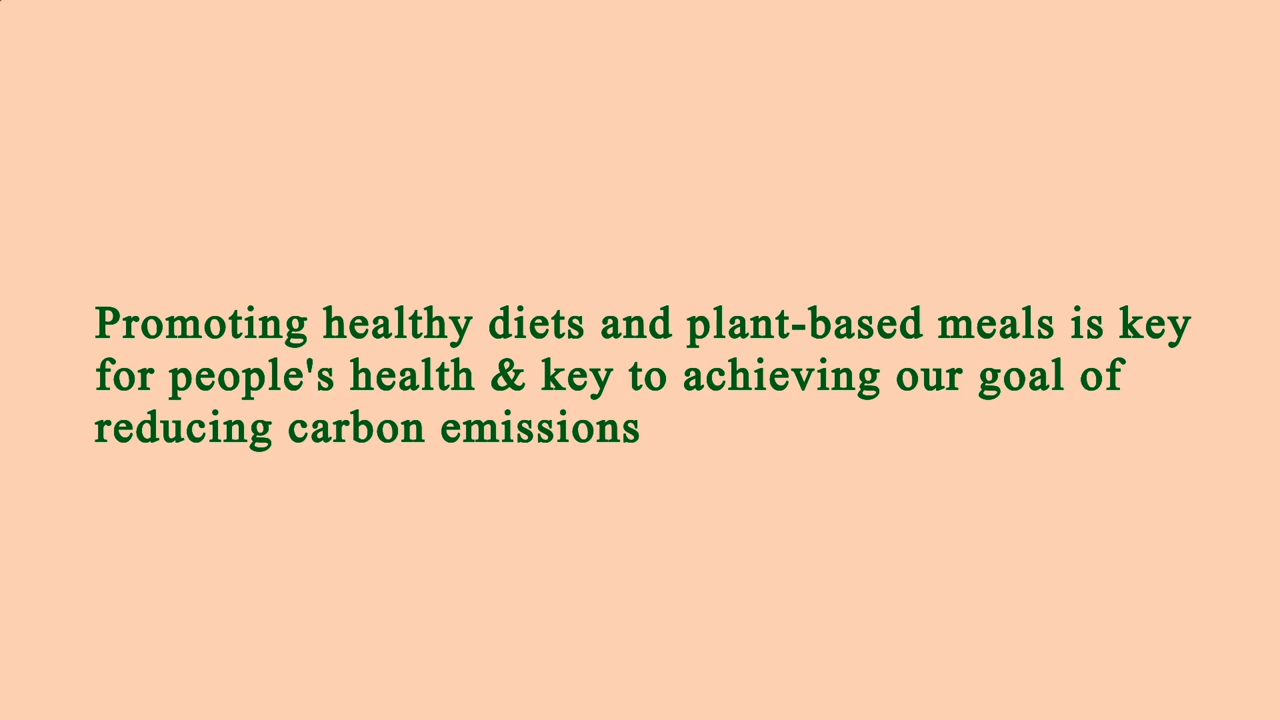 Promoting healthy diets and plant-based meals is key
for people's health & key to achieving our goal of
reducing carbon emissions